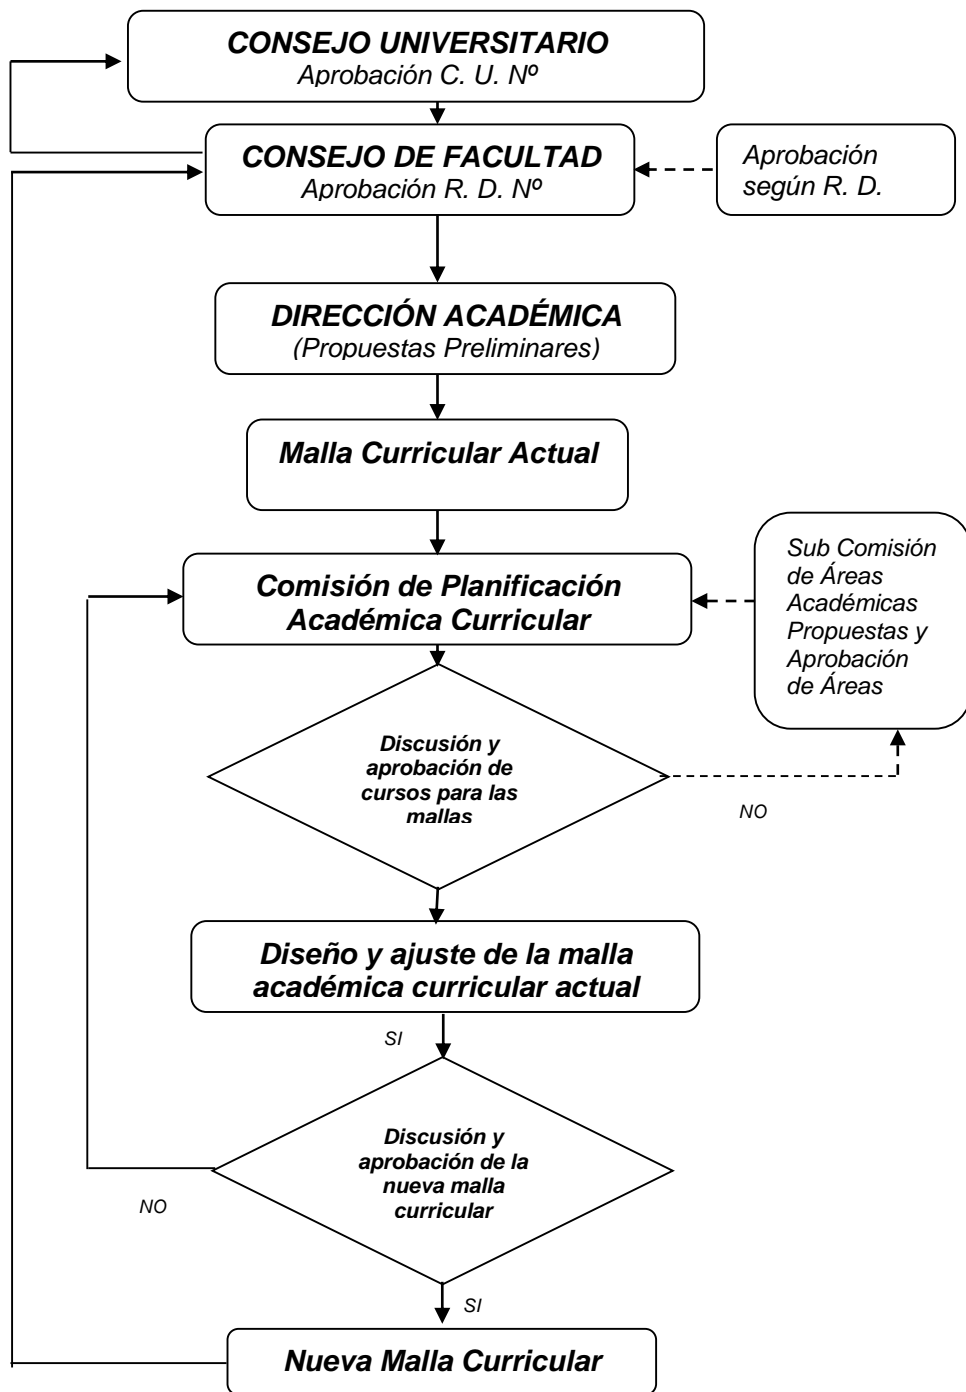 CONSEJO UNIVERSITARIO
Aprobación C. U. Nº
CONSEJO DE FACULTAD
Aprobación R. D. Nº
Aprobación
según R. D.
DIRECCIÓN ACADÉMICA
(Propuestas Preliminares)
Malla Curricular Actual
Comisión de Planificación
Académica Curricular
Sub Comisión
de Áreas
Académicas
Propuestas y
Aprobación
de Áreas
Discusión y
aprobación de
cursos para las
mallas
NO
Diseño y ajuste de la malla
académica curricular actual
SI
Discusión y
aprobación de la
nueva malla
curricular
NO
SI
Nueva Malla Curricular